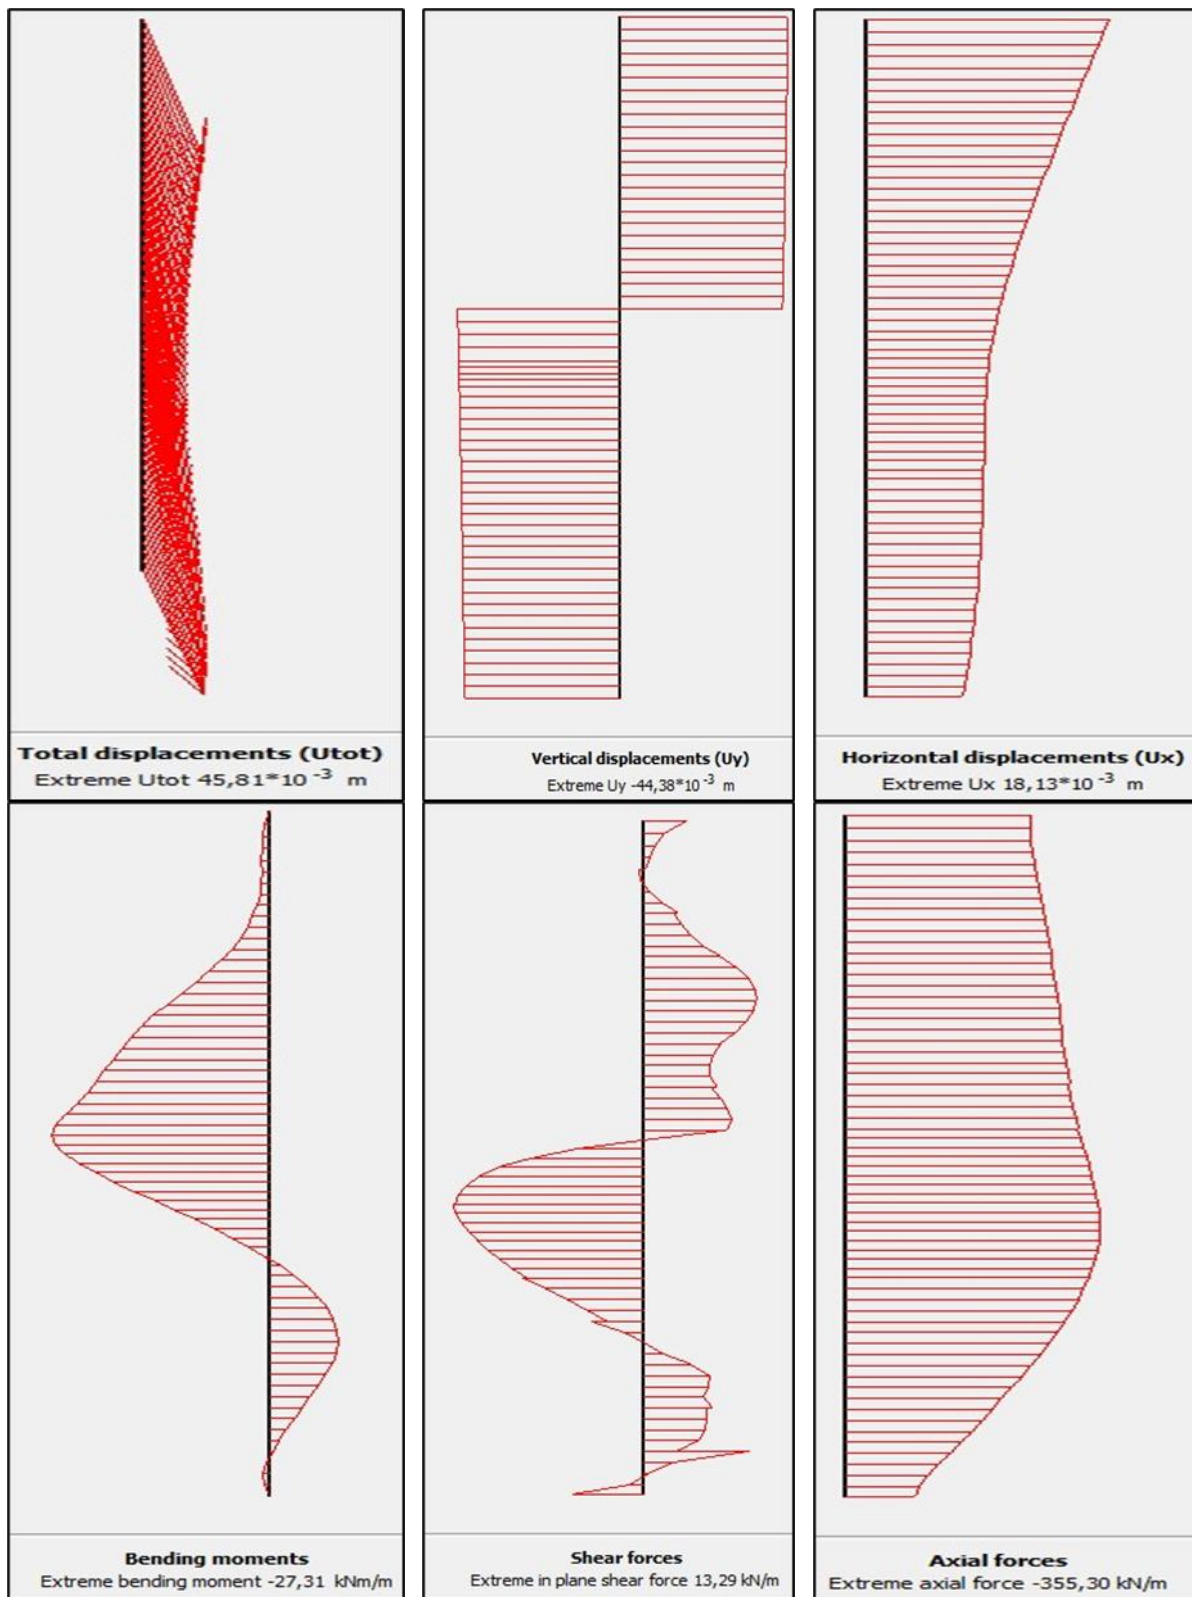 Total displacements (Utot)
Extreme Utot 45,81*10 -3 m
Vertical displacements (Uy)
Extreme Uy -44,38*10 -3 m
Horizontal displacements (Ux)
Extreme Ux 18,13*10 -3 m
Bending moments
Extreme bending moment -27,31 kNm/m
Shear forces
Extreme in plane shear force 13,29 kN/m
Axial forces
Extreme axial force -355,30 kN/m